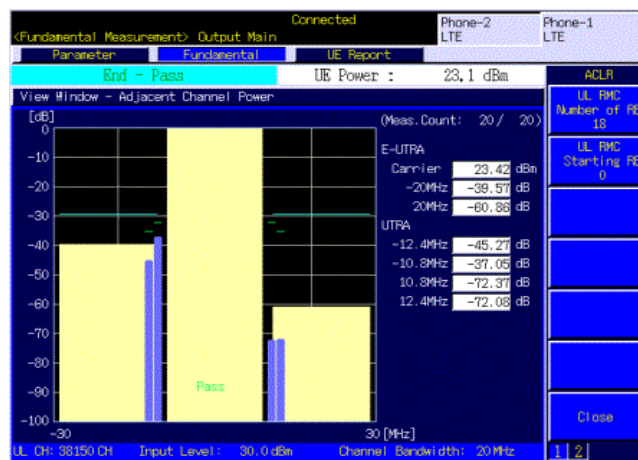 Connected
<Fundamental Measurement> Output Main
Phone-2 LTE
Phone-1 LTE
Parameter Fundamental UE Report
End - Pass UE Power : 23.1 dBm
ACLR
View Window - Adjacent Channel Power
UL RMC
Number of RB
18
UL RMC
Starting RB
0
Close
1 2
[dB]
0
-10
-20
-30
-40
-50
-60
-70
-80
-90
-100
Pass
-30 30 [MHz]
(Meas.Count: 20 / 20)
E-UTRA
Carrier 23.42 dBm
-20MHz -39.57 dB
20MHz -60.86 dB
UTRA
-12.4MHz -45.27 dB
-10.8MHz -37.05 dB
10.8MHz -72.37 dB
12.4MHz -72.08 dB
UL CH: 38150 CH Input Level: 30.0 dBm Channel Bandwidth: 20 MHz